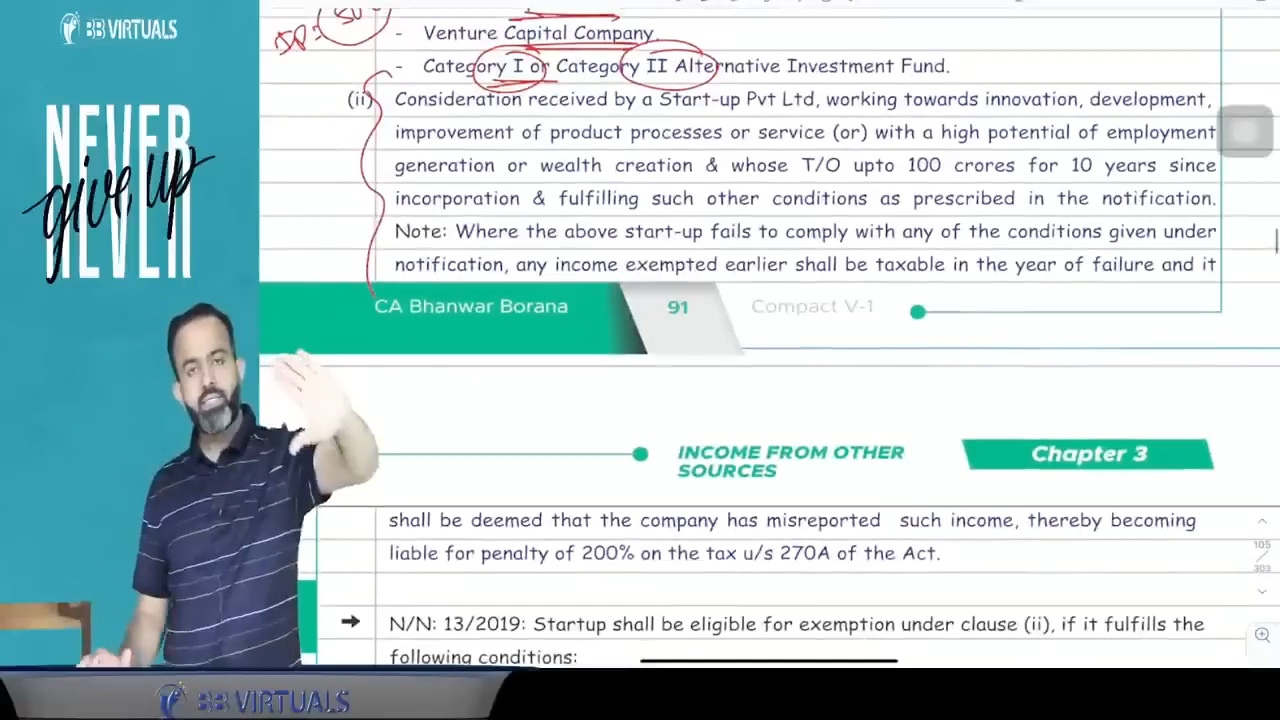 BB VIRTUALS
NEVER
give up
NEVER
- Venture Capital Company.
- Category I or Category II Alternative Investment Fund.
(ii) Consideration received by a Start-up Pvt Ltd, working towards innovation, development,
improvement of product processes or service (or) with a high potential of employment
generation or wealth creation & whose T/O upto 100 crores for 10 years since
incorporation & fulfilling such other conditions as prescribed in the notification.
Note: Where the above start-up fails to comply with any of the conditions given under
notification, any income exempted earlier shall be taxable in the year of failure and it
CA Bhanwar Borana 91 Compact V-1
INCOME FROM OTHER
SOURCES
Chapter 3
shall be deemed that the company has misreported such income, thereby becoming
liable for penalty of 200% on the tax u/s 270A of the Act.
105
303
→ N/N: 13/2019: Startup shall be eligible for exemption under clause (ii), if it fulfills the
following conditions:
BB VIRTUALS